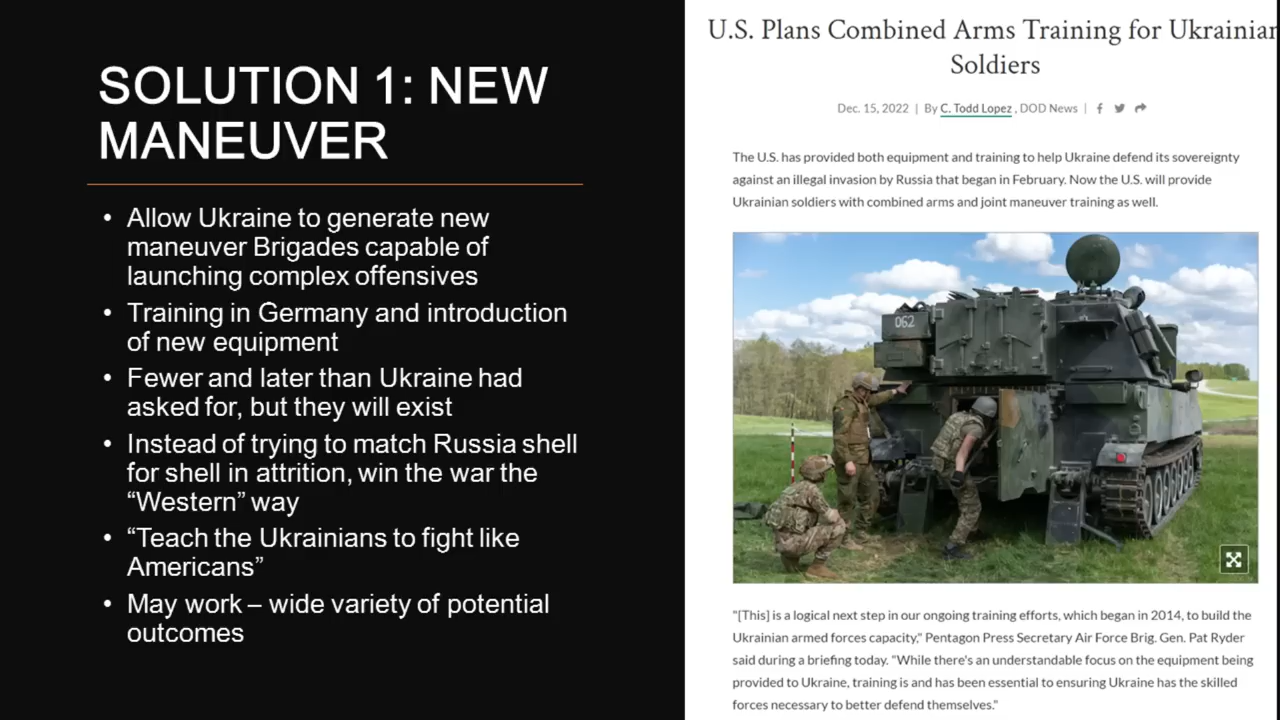 SOLUTION 1: NEW
MANEUVER
• Allow Ukraine to generate new
maneuver Brigades capable of
launching complex offensives
• Training in Germany and introduction
of new equipment
• Fewer and later than Ukraine had
asked for, but they will exist
• Instead of trying to match Russia shell
for shell in attrition, win the war the
“Western” way
• “Teach the Ukrainians to fight like
Americans”
• May work – wide variety of potential
outcomes
U.S. Plans Combined Arms Training for Ukrainian
Soldiers
Dec. 15, 2022 | By C. Todd Lopez , DOD News |
The U.S. has provided both equipment and training to help Ukraine defend its sovereignty
against an illegal invasion by Russia that began in February. Now the U.S. will provide
Ukrainian soldiers with combined arms and joint maneuver training as well.
062
"[This] is a logical next step in our ongoing training efforts, which began in 2014, to build the
Ukrainian armed forces capacity," Pentagon Press Secretary Air Force Brig. Gen. Pat Ryder
said during a briefing today. "While there's an understandable focus on the equipment being
provided to Ukraine, training is and has been essential to ensuring Ukraine has the skilled
forces necessary to better defend themselves."